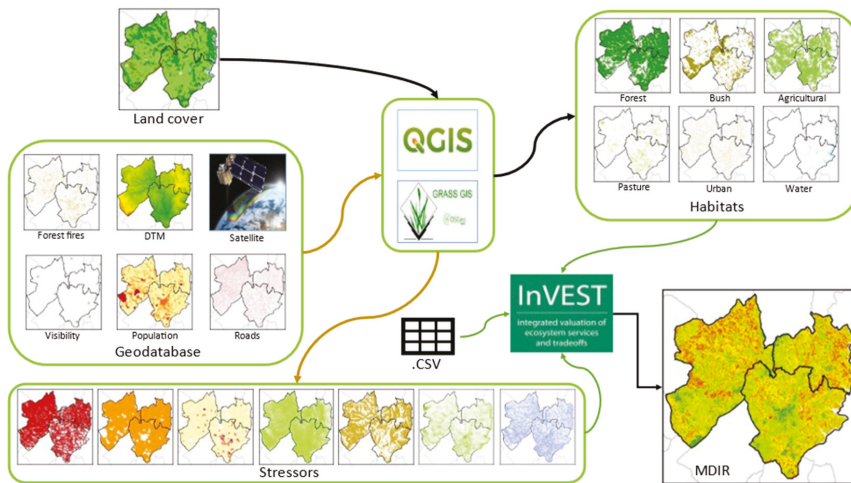 Land cover
Forest fires
DTM
Satellite
Visibility
Population
Roads
Geodatabase
QGIS
GRASS GIS
Forest
Bush
Agricultural
Pasture
Urban
Water
Habitats
InVEST
integrated valuation of
ecosystem services
and tradeoffs
.CSV
Stressors
MDIR